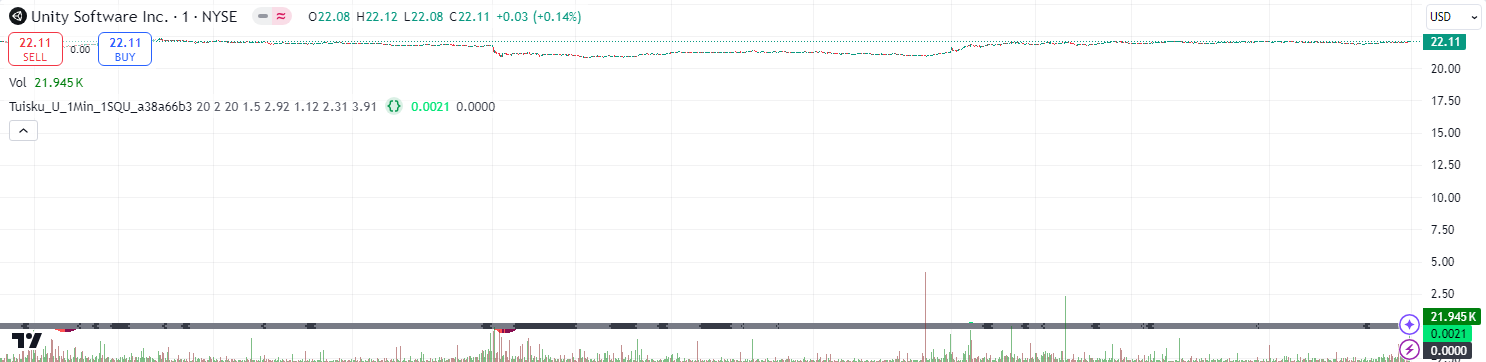 Unity Software Inc. · 1 · NYSE O22.08 H22.12 L22.08 C22.11 +0.03 (+0.14%)
USD
22.11
SELL
0.00
22.11
BUY
22.11
Vol 21.945 K
20.00
Tuisku_U_1Min_1SQU_a38a66b3 20 2 20 1.5 2.92 1.12 2.31 3.91 {} 0.0021 0.0000
17.50
15.00
12.50
10.00
7.50
5.00
2.50
21.945 K
0.0021
0.0000